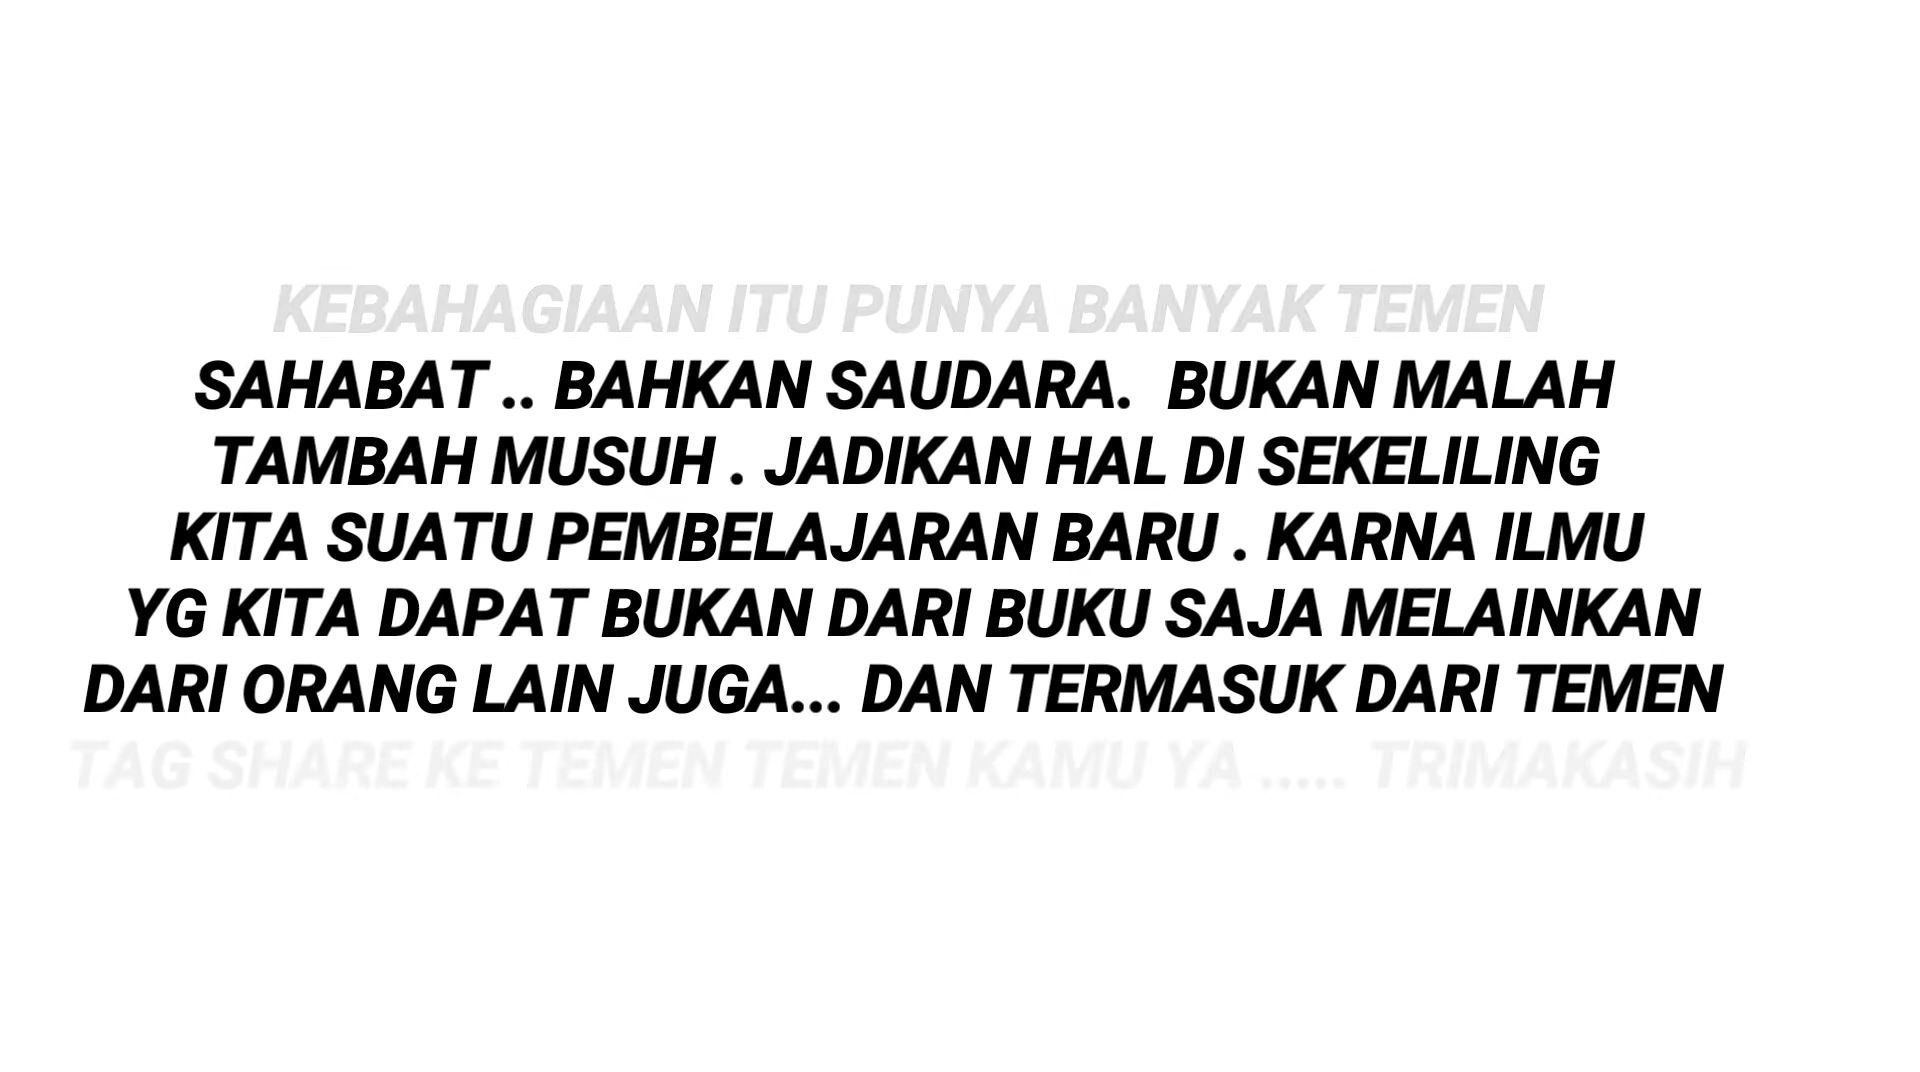 KEBAHAGIAAN ITU PUNYA BANYAK TEMEN
SAHABAT .. BAHKAN SAUDARA.  BUKAN MALAH
TAMBAH MUSUH . JADIKAN HAL DI SEKELILING
KITA SUATU PEMBELAJARAN BARU . KARNA ILMU
YG KITA DAPAT BUKAN DARI BUKU SAJA MELAINKAN
DARI ORANG LAIN JUGA... DAN TERMASUK DARI TEMEN
TAG SHARE KE TEMEN TEMEN KAMU YA ..... TRIMAKASIH